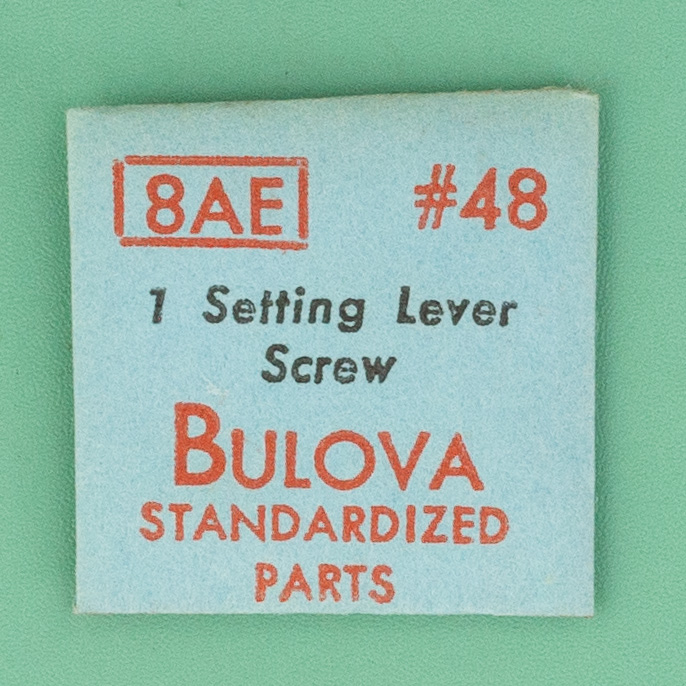 8AE #48
1 Setting Lever
Screw
BULOVA
STANDARDIZED
PARTS